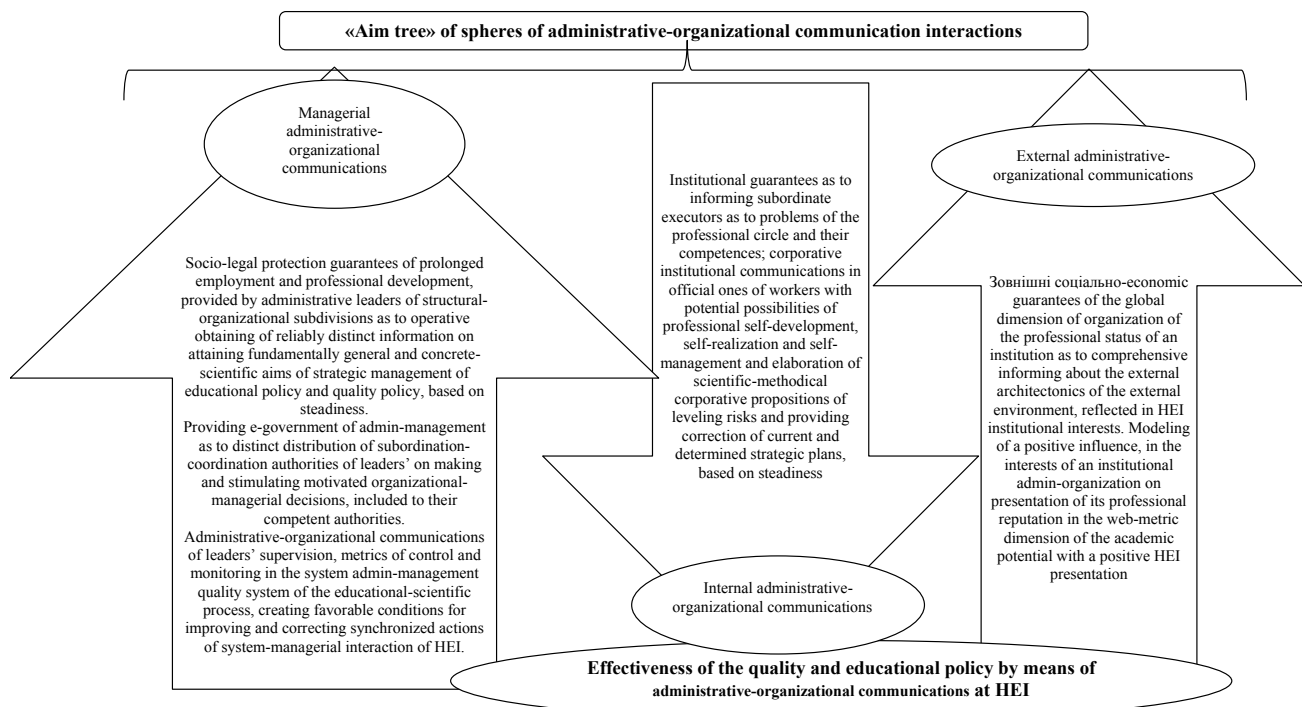 «Aim tree» of spheres of administrative-organizational communication interactions
Managerial
administrative-
organizational
communications
Socio-legal protection guarantees of prolonged
employment and professional development,
provided by administrative leaders of structural-
organizational subdivisions as to operative
obtaining of reliably distinct information on
attaining fundamentally general and concrete-
scientific aims of strategic management of
educational policy and quality policy, based on
steadiness.
Providing e-government of admin-management
as to distinct distribution of subordination-
coordination authorities of leaders’ on making
and stimulating motivated organizational-
managerial decisions, included to their
competent authorities.
Administrative-organizational communications
of leaders’ supervision, metrics of control and
monitoring in the system admin-management
quality system of the educational-scientific
process, creating favorable conditions for
improving and correcting synchronized actions
of system-managerial interaction of HEI.
Institutional guarantees as to
informing subordinate
executors as to problems of the
professional circle and their
competences; corporative
institutional communications in
official ones of workers with
potential possibilities of
professional self-development,
self-realization and self-
management and elaboration of
scientific-methodical
corporative propositions of
leveling risks and providing
correction of current and
determined strategic plans,
based on steadiness
Internal administrative-
organizational communications
External administrative-
organizational communications
Зовнішні соціально-economic
guarantees of the global
dimension of organization of
the professional status of an
institution as to comprehensive
informing about the external
architectonics of the external
environment, reflected in HEI
institutional interests. Modeling
of a positive influence, in the
interests of an institutional
admin-organization on
presentation of its professional
reputation in the web-metric
dimension of the academic
potential with a positive HEI
presentation
Effectiveness of the quality and educational policy by means of
administrative-organizational communications at HEI